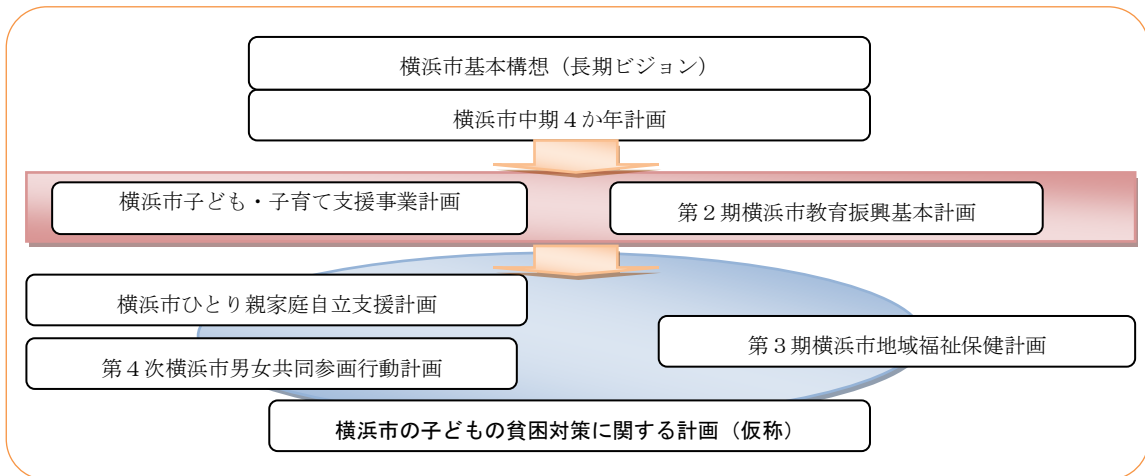 横浜市基本構想（長期ビジョン）
横浜市中期４か年計画
横浜市子ども・子育て支援事業計画
第２期横浜市教育振興基本計画
横浜市ひとり親家庭自立支援計画
第３期横浜市地域福祉保健計画
第４次横浜市男女共同参画行動計画
横浜市の子どもの貧困対策に関する計画（仮称）